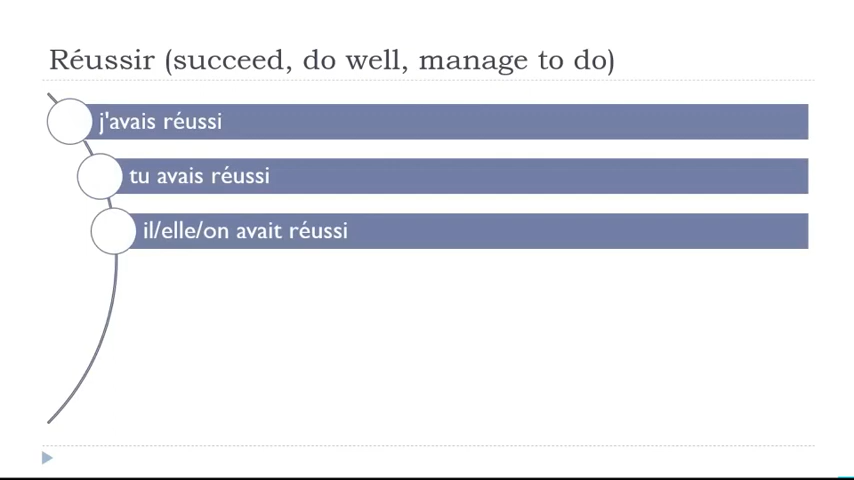 Réussir (succeed, do well, manage to do)
j'avais réussi
tu avais réussi
il/elle/on avait réussi